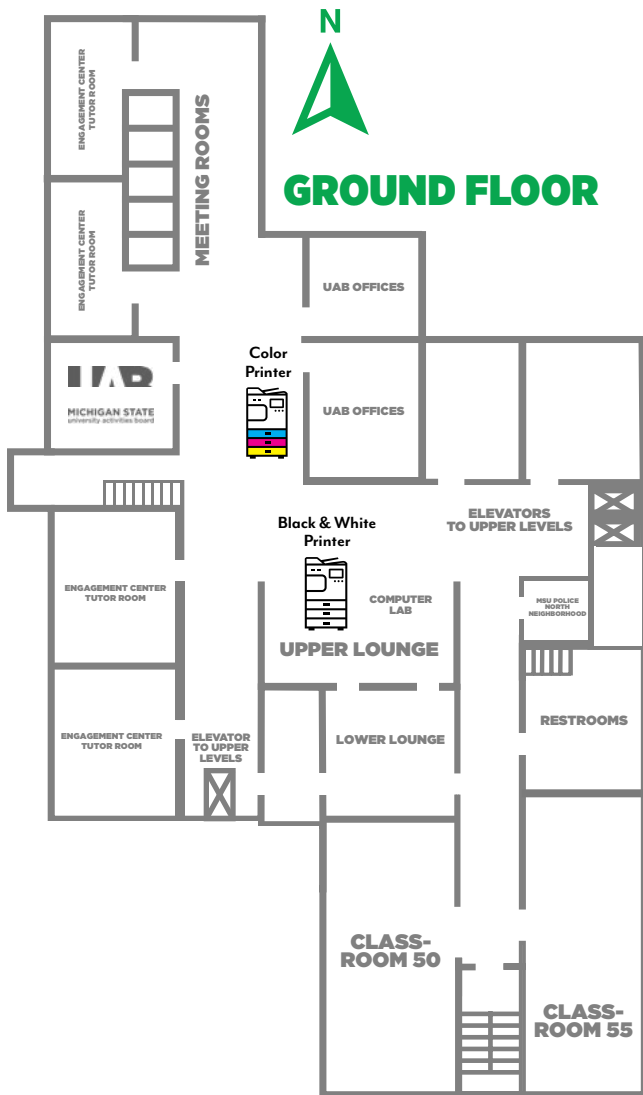 N
GROUND FLOOR
ENGAGEMENT CENTER
TUTOR ROOM
MEETING ROOMS
ENGAGEMENT CENTER
TUTOR ROOM
UAB OFFICES
UAB
MICHIGAN STATE
university activities board
Color
Printer
UAB OFFICES
ELEVATORS
TO UPPER LEVELS
Black & White
Printer
ENGAGEMENT CENTER
TUTOR ROOM
COMPUTER
LAB
MSU POLICE
NORTH
NEIGHBORHOOD
UPPER LOUNGE
ENGAGEMENT CENTER
TUTOR ROOM
ELEVATOR
TO UPPER
LEVELS
LOWER LOUNGE
RESTROOMS
CLASS-
ROOM 50
CLASS-
ROOM 55